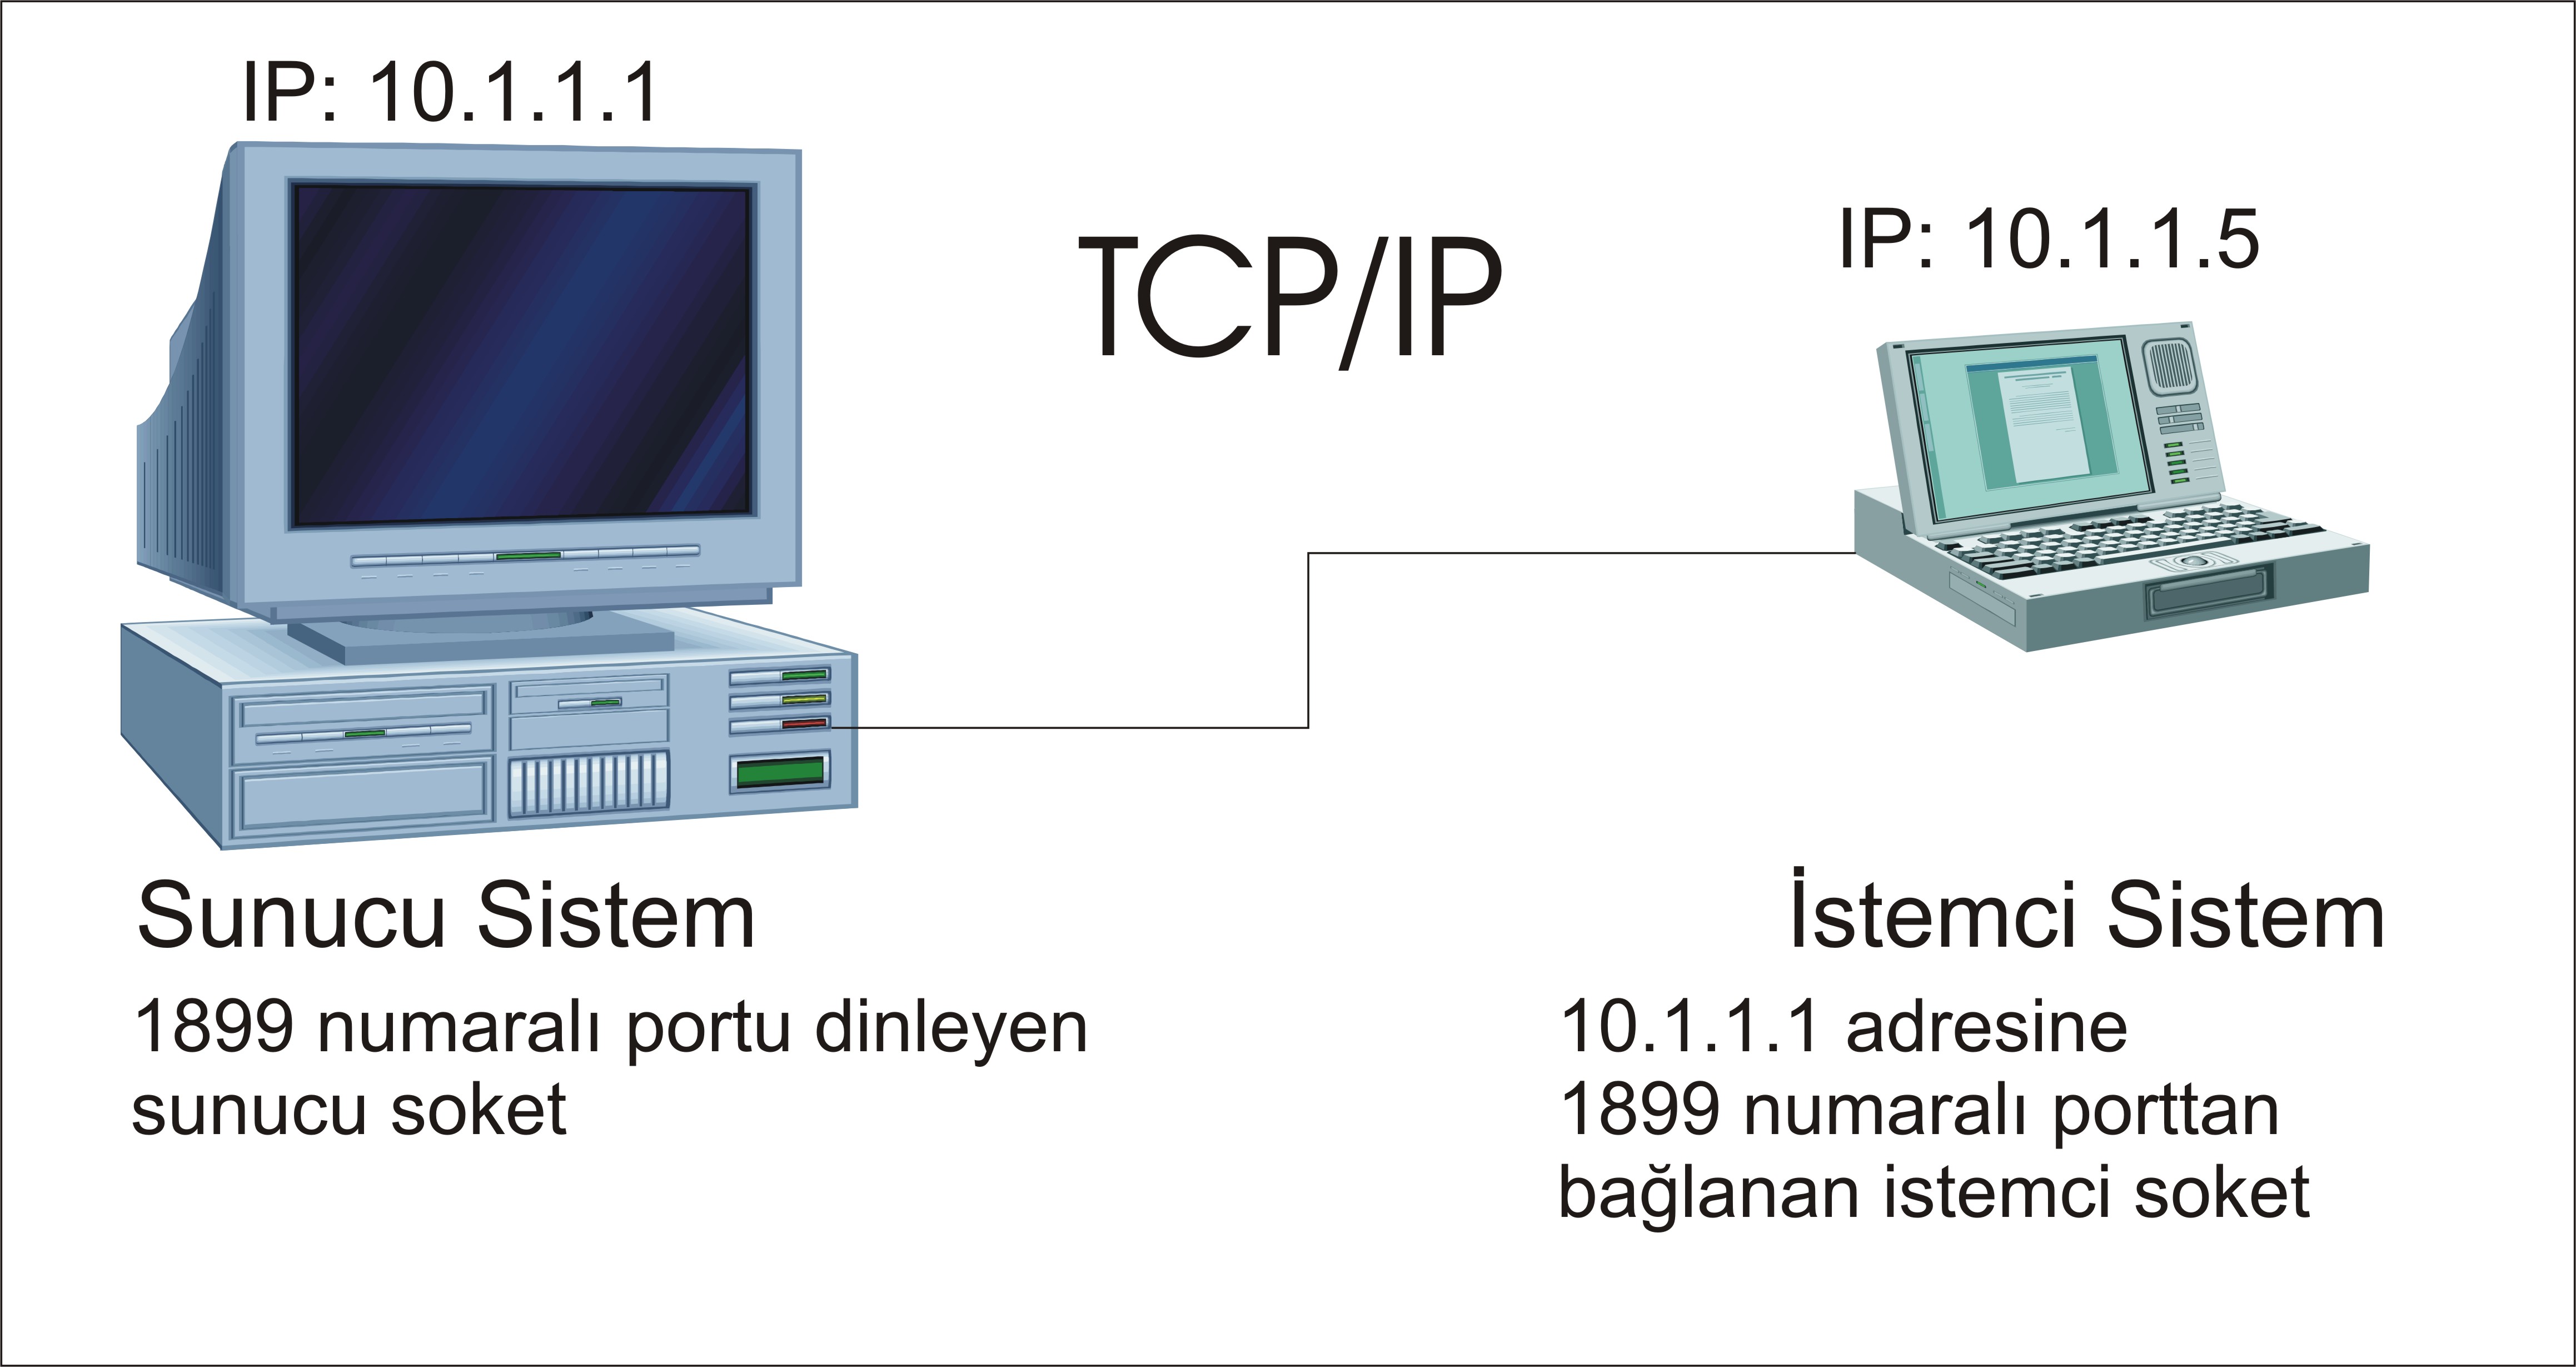 IP: 10.1.1.1
TCP/IP
IP: 10.1.1.5
Sunucu Sistem
1899 numaralı portu dinleyen
sunucu soket
İstemci Sistem
10.1.1.1 adresine
1899 numaralı porttan
bağlanan istemci soket